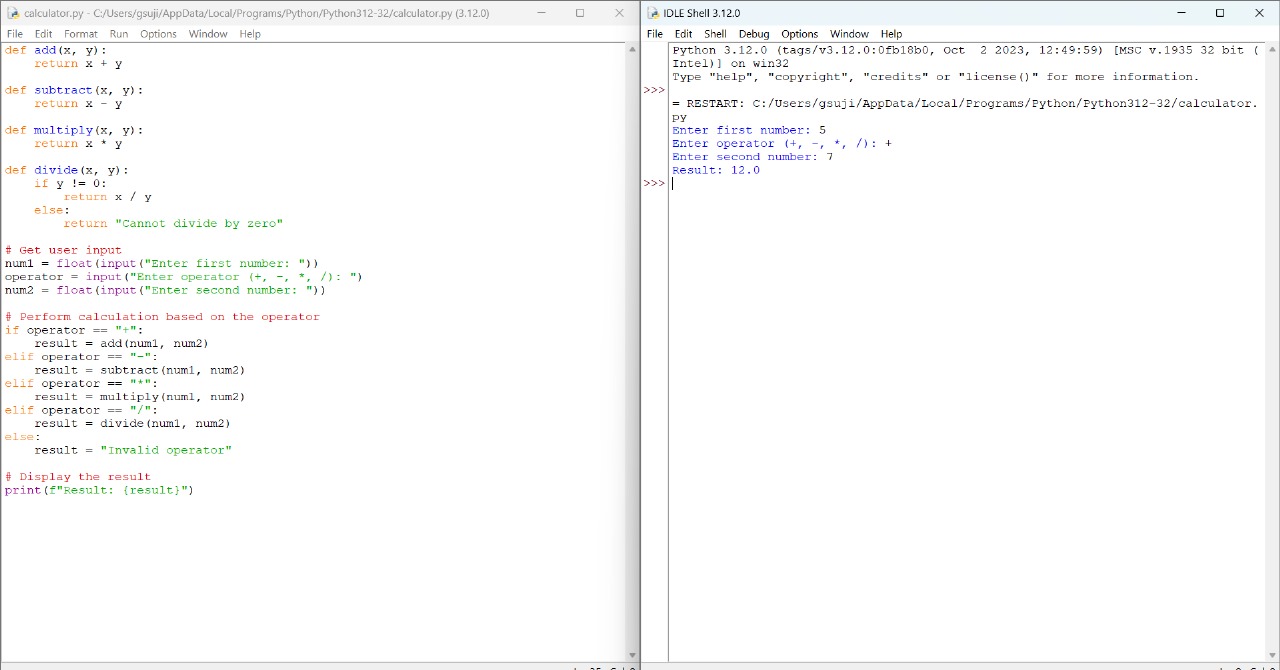 calculator.py - C:/Users/gsuji/AppData/Local/Programs/Python/Python312-32/calculator.py (3.12.0)
File Edit Format Run Options Window Help
def add(x, y):
    return x + y

def subtract(x, y):
    return x - y

def multiply(x, y):
    return x * y

def divide(x, y):
    if y != 0:
        return x / y
    else:
        return "Cannot divide by zero"

# Get user input
num1 = float(input("Enter first number: "))
operator = input("Enter operator (+, -, *, /): ")
num2 = float(input("Enter second number: "))

# Perform calculation based on the operator
if operator == "+":
    result = add(num1, num2)
elif operator == "-":
    result = subtract(num1, num2)
elif operator == "*":
    result = multiply(num1, num2)
elif operator == "/":
    result = divide(num1, num2)
else:
    result = "Invalid operator"

# Display the result
print(f"Result: {result}")
IDLE Shell 3.12.0
File Edit Shell Debug Options Window Help
Python 3.12.0 (tags/v3.12.0:0fb18b0, Oct  2 2023, 12:49:59) [MSC v.1935 32 bit (
Intel)] on win32
Type "help", "copyright", "credits" or "license()" for more information.
>>>
= RESTART: C:/Users/gsuji/AppData/Local/Programs/Python/Python312-32/calculator.
py
Enter first number: 5
Enter operator (+, -, *, /): +
Enter second number: 7
Result: 12.0
>>>